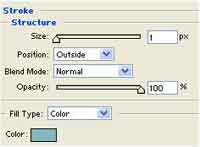 Stroke
Structure
Size: 1 px
Position: Outside
Blend Mode: Normal
Opacity: 100 %
Fill Type: Color
Color: